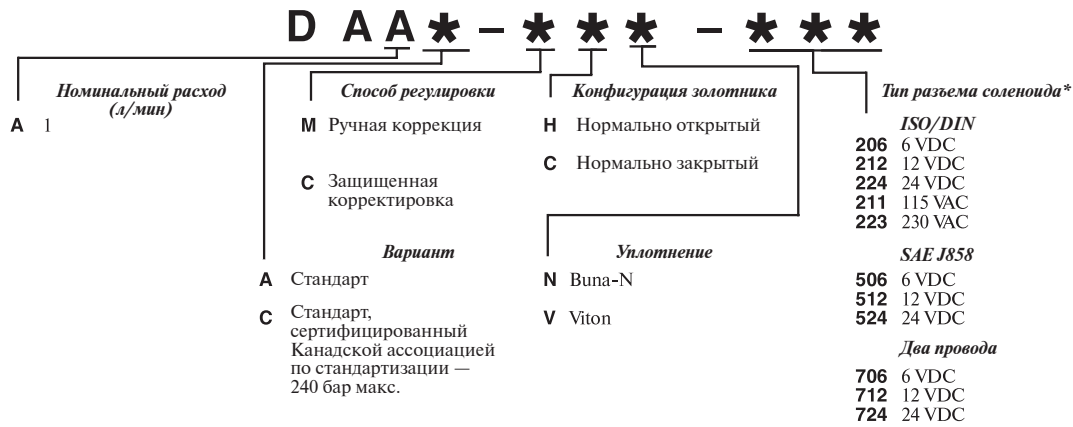 D A A * – * * * – * * *
Номинальный расход
(л/мин)
A 1
Способ регулировки
M Ручная коррекция
C Защищенная
корректировка
Конфигурация золотника
H Нормально открытый
C Нормально закрытый
Тип разъема соленоида*
ISO/DIN
206 6 VDC
212 12 VDC
224 24 VDC
211 115 VAC
223 230 VAC
Вариант
A Стандарт
C Стандарт,
сертифицированный
Канадской ассоциацией
по стандартизации —
240 бар макс.
Уплотнение
N Buna-N
V Viton
SAE J858
506 6 VDC
512 12 VDC
524 24 VDC
Два провода
706 6 VDC
712 12 VDC
724 24 VDC